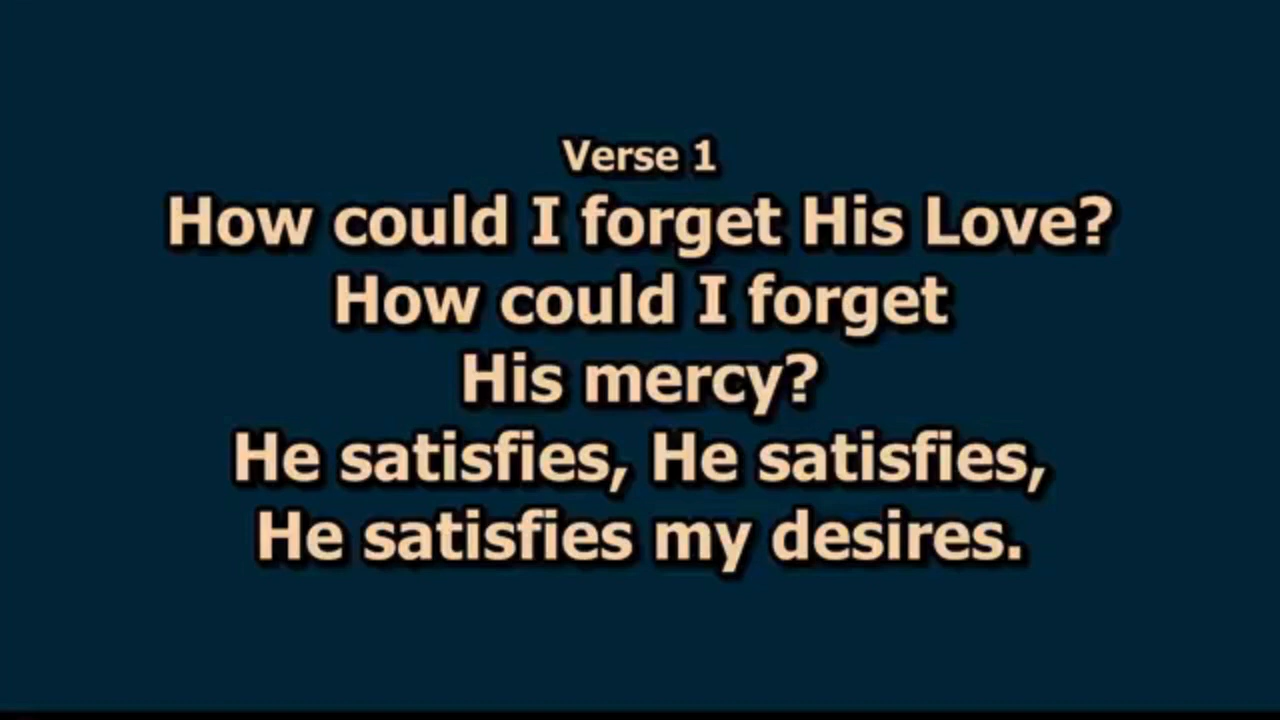 Verse 1
How could I forget His Love?
How could I forget
His mercy?
He satisfies, He satisfies,
He satisfies my desires.